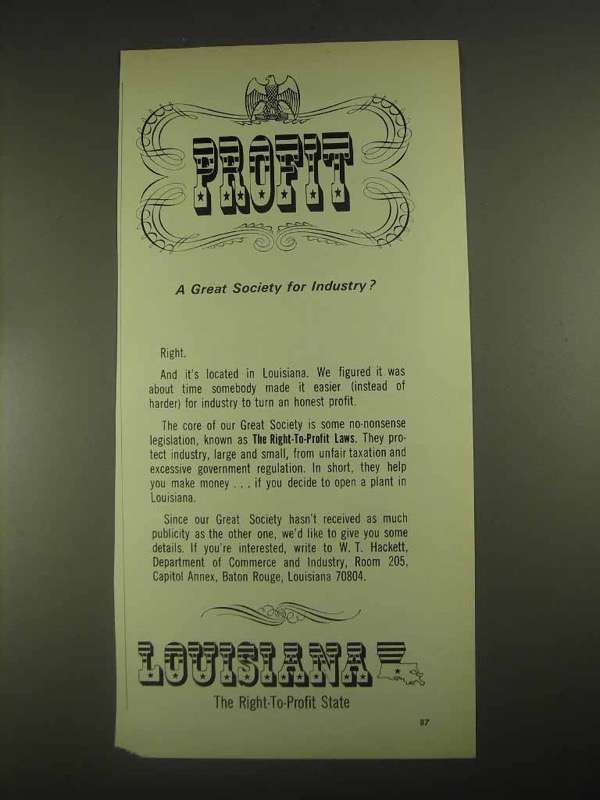 PROFIT
A Great Society for Industry?
Right.
And it's located in Louisiana. We figured it was
about time somebody made it easier (instead of
harder) for industry to turn an honest profit.
The core of our Great Society is some no-nonsense
legislation, known as The Right-To-Profit Laws. They pro-
tect industry, large and small, from unfair taxation and
excessive government regulation. In short, they help
you make money . . . if you decide to open a plant in
Louisiana.
Since our Great Society hasn't received as much
publicity as the other one, we'd like to give you some
details. If you're interested, write to W. T. Hackett,
Department of Commerce and Industry, Room 205,
Capitol Annex, Baton Rouge, Louisiana 70804.
LOUISIANA
The Right-To-Profit State
87